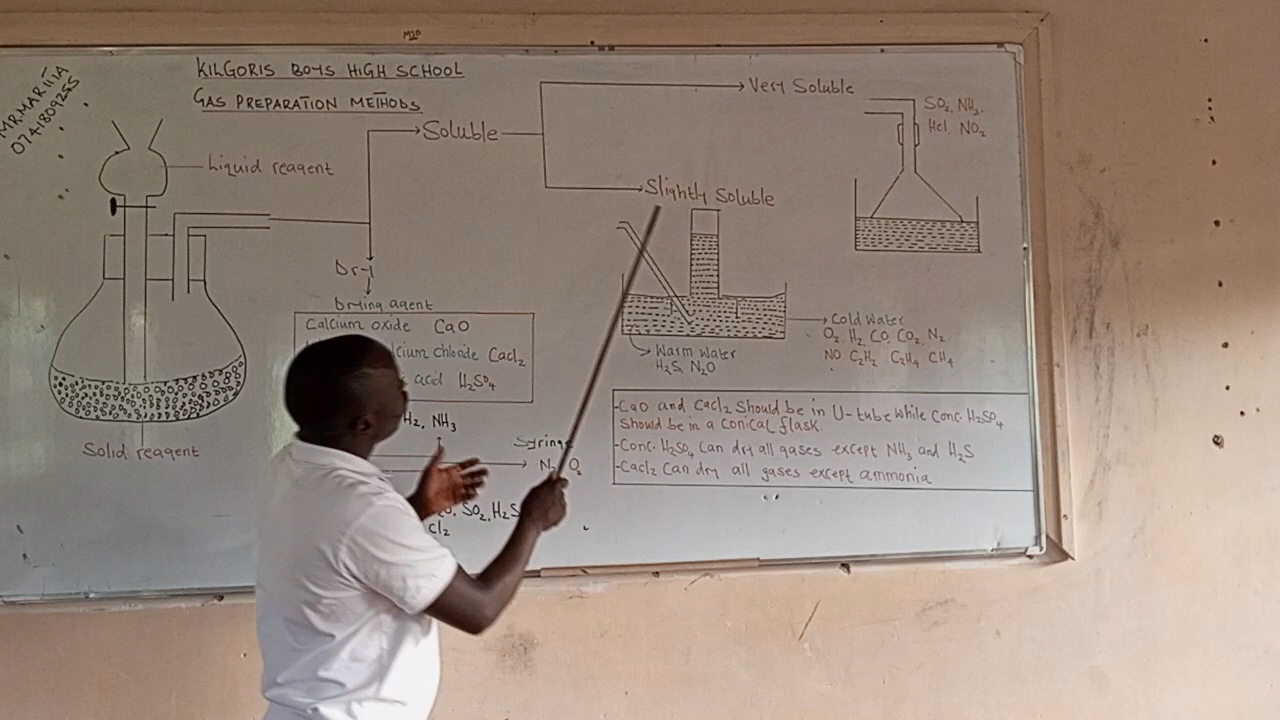 MSD
MR.MARIIIA
0741809255
KILGORIS BOYS HIGH SCHOOL
GAS PREPARATION METHODS
Liquid reagent
Solid reagent
Soluble
Very Soluble
SO₂, NH₃.
Hcl, NO₂
Slightly Soluble
Cold Water
O₂, H₂, CO, CO₂, N₂
NO C₂H₂ C₂H₄ CH₄
Warm Water
H₂S, N₂O
Dry
Drying agent
Calcium oxide CaO
lcium chloride Cacl₂
acid H₂SO₄
H₂, NH₃
Syringe
N₂ O₂
SO₂, H₂S
Cl₂
-CaO and Cacl₂ Should be in U-tube while Conc. H₂SO₄
should be in a Conical flask.
-Conc. H₂SO₄ Can dry all gases except NH₃ and H₂S
-Cacl₂ Can dry all gases except ammonia